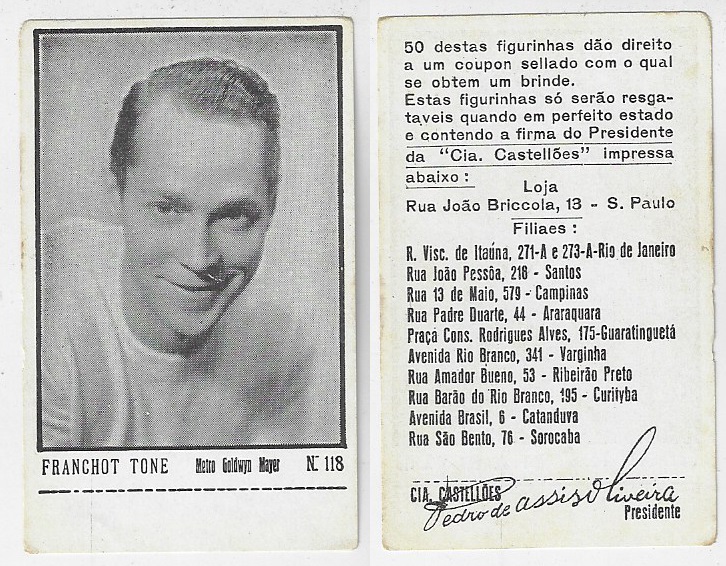 FRANCHOT TONE Metro Goldwyn Mayer Nº 118
50 destas figurinhas dão direito
a um coupon sellado com o qual
se obtem um brinde.
Estas figurinhas só serão resga-
taveis quando em perfeito estado
e contendo a firma do Presidente
da "Cia. Castellões" impressa
abaixo :
Loja
Rua João Briccola, 13 - S. Paulo
Filiaes :
R. Visc. de Itaúna, 271-A e 273-A-Rio de Janeiro
Rua João Pessôa, 218 - Santos
Rua 13 de Maio, 579 - Campinas
Rua Padre Duarte, 44 - Araraquara
Praça Cons. Rodrigues Alves, 175-Guaratinguetá
Avenida Rio Branco, 341 - Varginha
Rua Amador Bueno, 53 - Ribeirão Preto
Rua Barão do Rio Branco, 195 - Curityba
Avenida Brasil, 6 - Catanduva
Rua São Bento, 76 - Sorocaba
CIA. CASTELLÕES
Pedro de assis Oliveira
Presidente